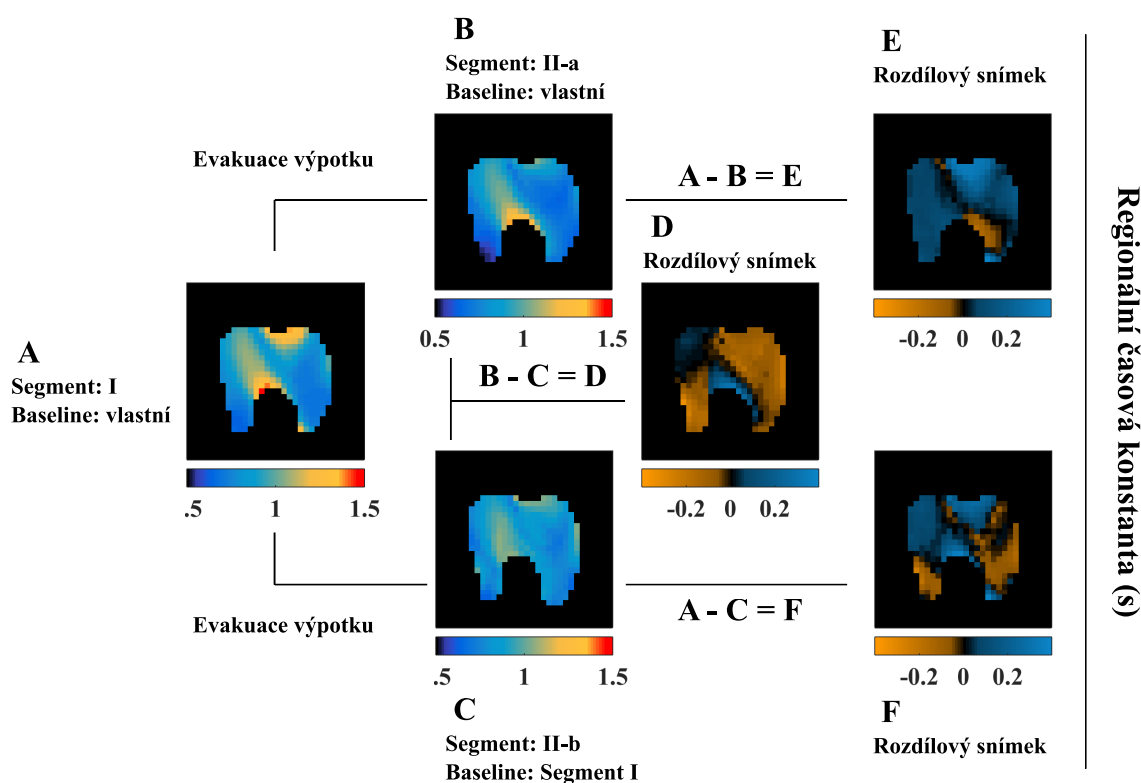 B
Segment: II-a
Baseline: vlastní
E
Rozdílový snímek
Evakuace výpotku
A - B = E
D
Rozdílový snímek
0.5 1 1.5
-0.2 0 0.2
A
Segment: I
Baseline: vlastní
B - C = D
.5 1 1.5
-0.2 0 0.2
Evakuace výpotku
A - C = F
.5 1 1.5
-0.2 0 0.2
C
Segment: II-b
Baseline: Segment I
F
Rozdílový snímek
Regionální časová konstanta (s)